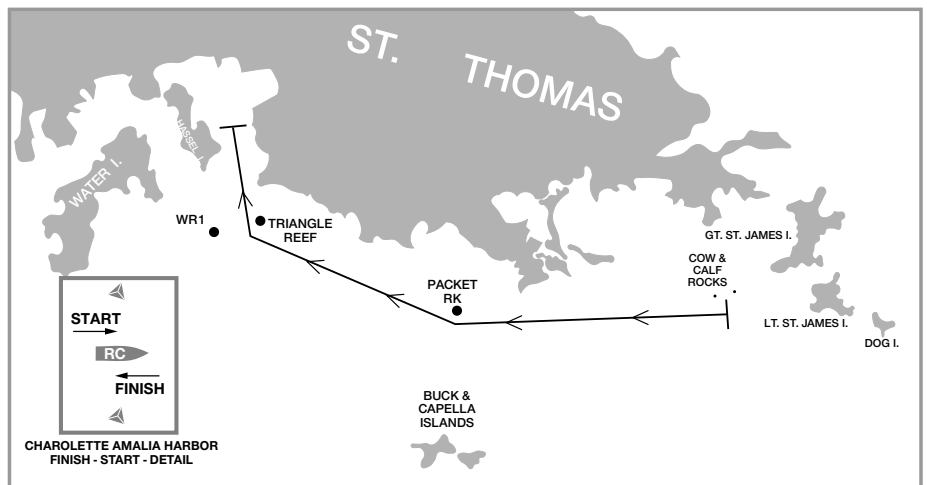 ST.
THOMAS
HASSEL I.
WATER I.
WR1
TRIANGLE
REEF
GT. ST. JAMES I.
COW &
CALF
ROCKS
PACKET
RK
LT. ST. JAMES I.
DOG I.
START
RC
FINISH
BUCK &
CAPELLA
ISLANDS
CHAROLETTE AMALIA HARBOR
FINISH - START - DETAIL